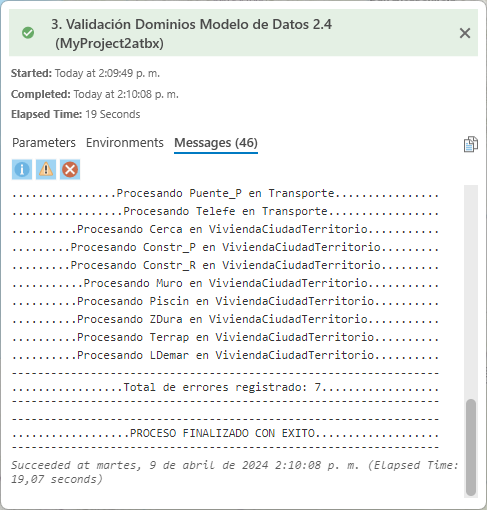 3. Validación Dominios Modelo de Datos 2.4
(MyProject2atbx)
Started: Today at 2:09:49 p. m.
Completed: Today at 2:10:08 p. m.
Elapsed Time: 19 Seconds
Parameters Environments Messages (46)
................Procesando Puente_P en Transporte................
.................Procesando Telefe en Transporte.................
..........Procesando Cerca en ViviendaCiudadTerritorio...........
.........Procesando Constr_P en ViviendaCiudadTerritorio.........
.........Procesando Constr_R en ViviendaCiudadTerritorio.........
...........Procesando Muro en ViviendaCiudadTerritorio...........
..........Procesando Piscin en ViviendaCiudadTerritorio..........
..........Procesando ZDura en ViviendaCiudadTerritorio...........
..........Procesando Terrap en ViviendaCiudadTerritorio..........
..........Procesando LDemar en ViviendaCiudadTerritorio..........
-----------------------------------------------------------------
.................Total de errores registrado: 7..................
-----------------------------------------------------------------
-----------------------------------------------------------------
..................PROCESO FINALIZADO CON EXITO...................
-----------------------------------------------------------------
Succeeded at martes, 9 de abril de 2024 2:10:08 p. m. (Elapsed Time:
19,07 seconds)